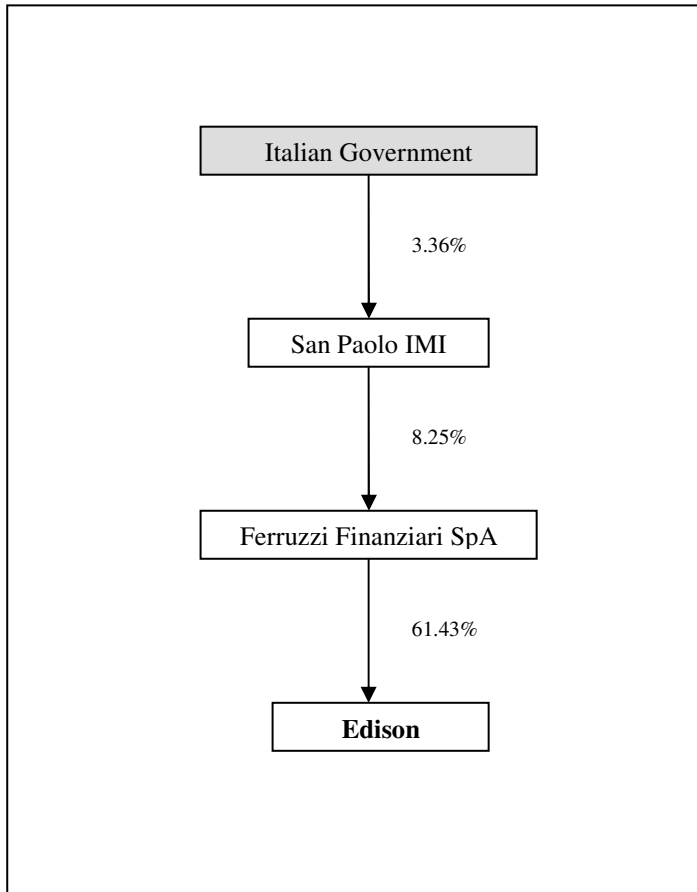 Italian Government
3.36%
San Paolo IMI
8.25%
Ferruzzi Finanziari SpA
61.43%
Edison